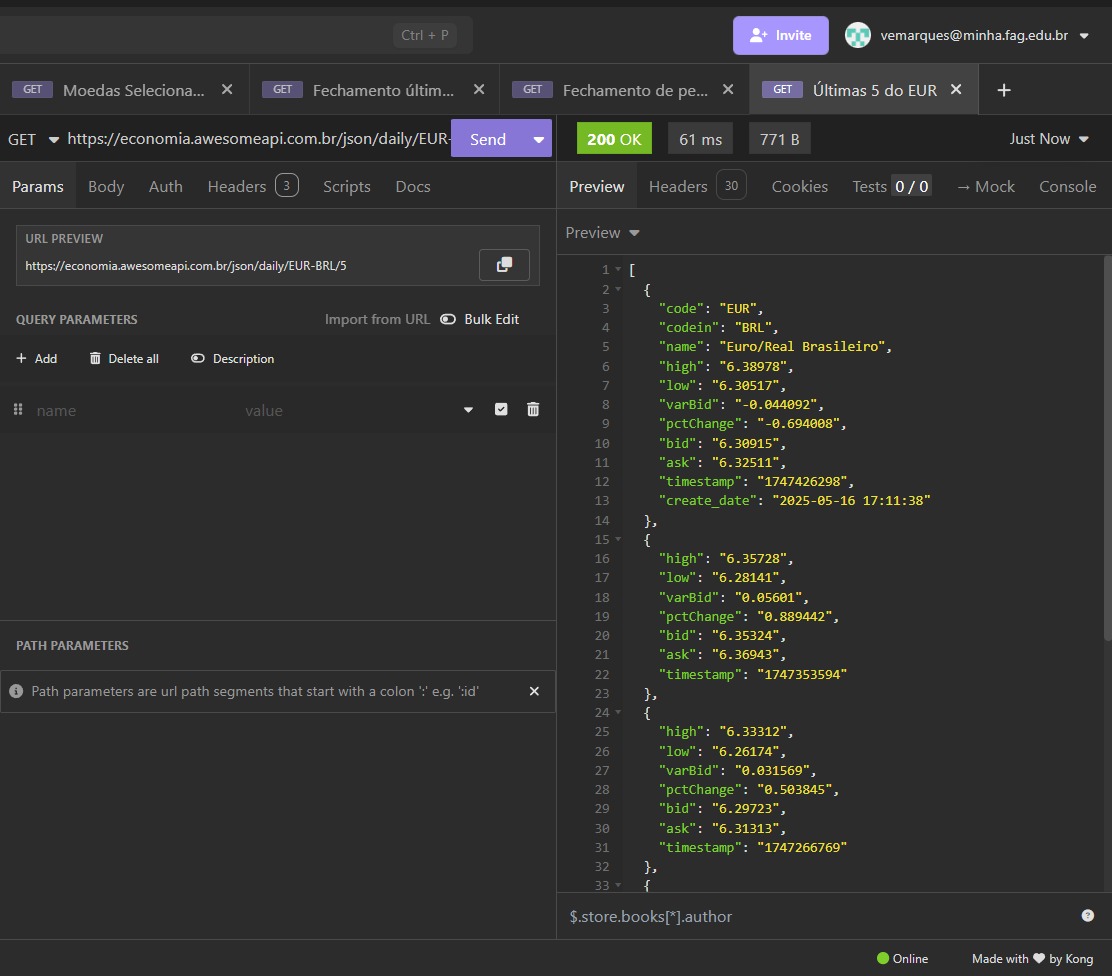 Ctrl + P
Invite
vemarques@minha.fag.edu.br
GET Moedas Seleciona...
GET Fechamento últim...
GET Fechamento de pe...
GET Últimas 5 do EUR
GET https://economia.awesomeapi.com.br/json/daily/EUR- Send
200 OK 61 ms 771 B Just Now
Params Body Auth Headers 3 Scripts Docs
Preview Headers 30 Cookies Tests 0 / 0 → Mock Console
URL PREVIEW
https://economia.awesomeapi.com.br/json/daily/EUR-BRL/5
QUERY PARAMETERS Import from URL Bulk Edit
+ Add Delete all Description
name value
PATH PARAMETERS
Path parameters are url path segments that start with a colon ':' e.g. ':id'
Preview
1 [
2 {
3 "code": "EUR",
4 "codein": "BRL",
5 "name": "Euro/Real Brasileiro",
6 "high": "6.38978",
7 "low": "6.30517",
8 "varBid": "-0.044092",
9 "pctChange": "-0.694008",
10 "bid": "6.30915",
11 "ask": "6.32511",
12 "timestamp": "1747426298",
13 "create_date": "2025-05-16 17:11:38"
14 },
15 {
16 "high": "6.35728",
17 "low": "6.28141",
18 "varBid": "0.05601",
19 "pctChange": "0.889442",
20 "bid": "6.35324",
21 "ask": "6.36943",
22 "timestamp": "1747353594"
23 },
24 {
25 "high": "6.33312",
26 "low": "6.26174",
27 "varBid": "0.031569",
28 "pctChange": "0.503845",
29 "bid": "6.29723",
30 "ask": "6.31313",
31 "timestamp": "1747266769"
32 },
33 {
$.store.books[*].author
Online
Made with ♥ by Kong